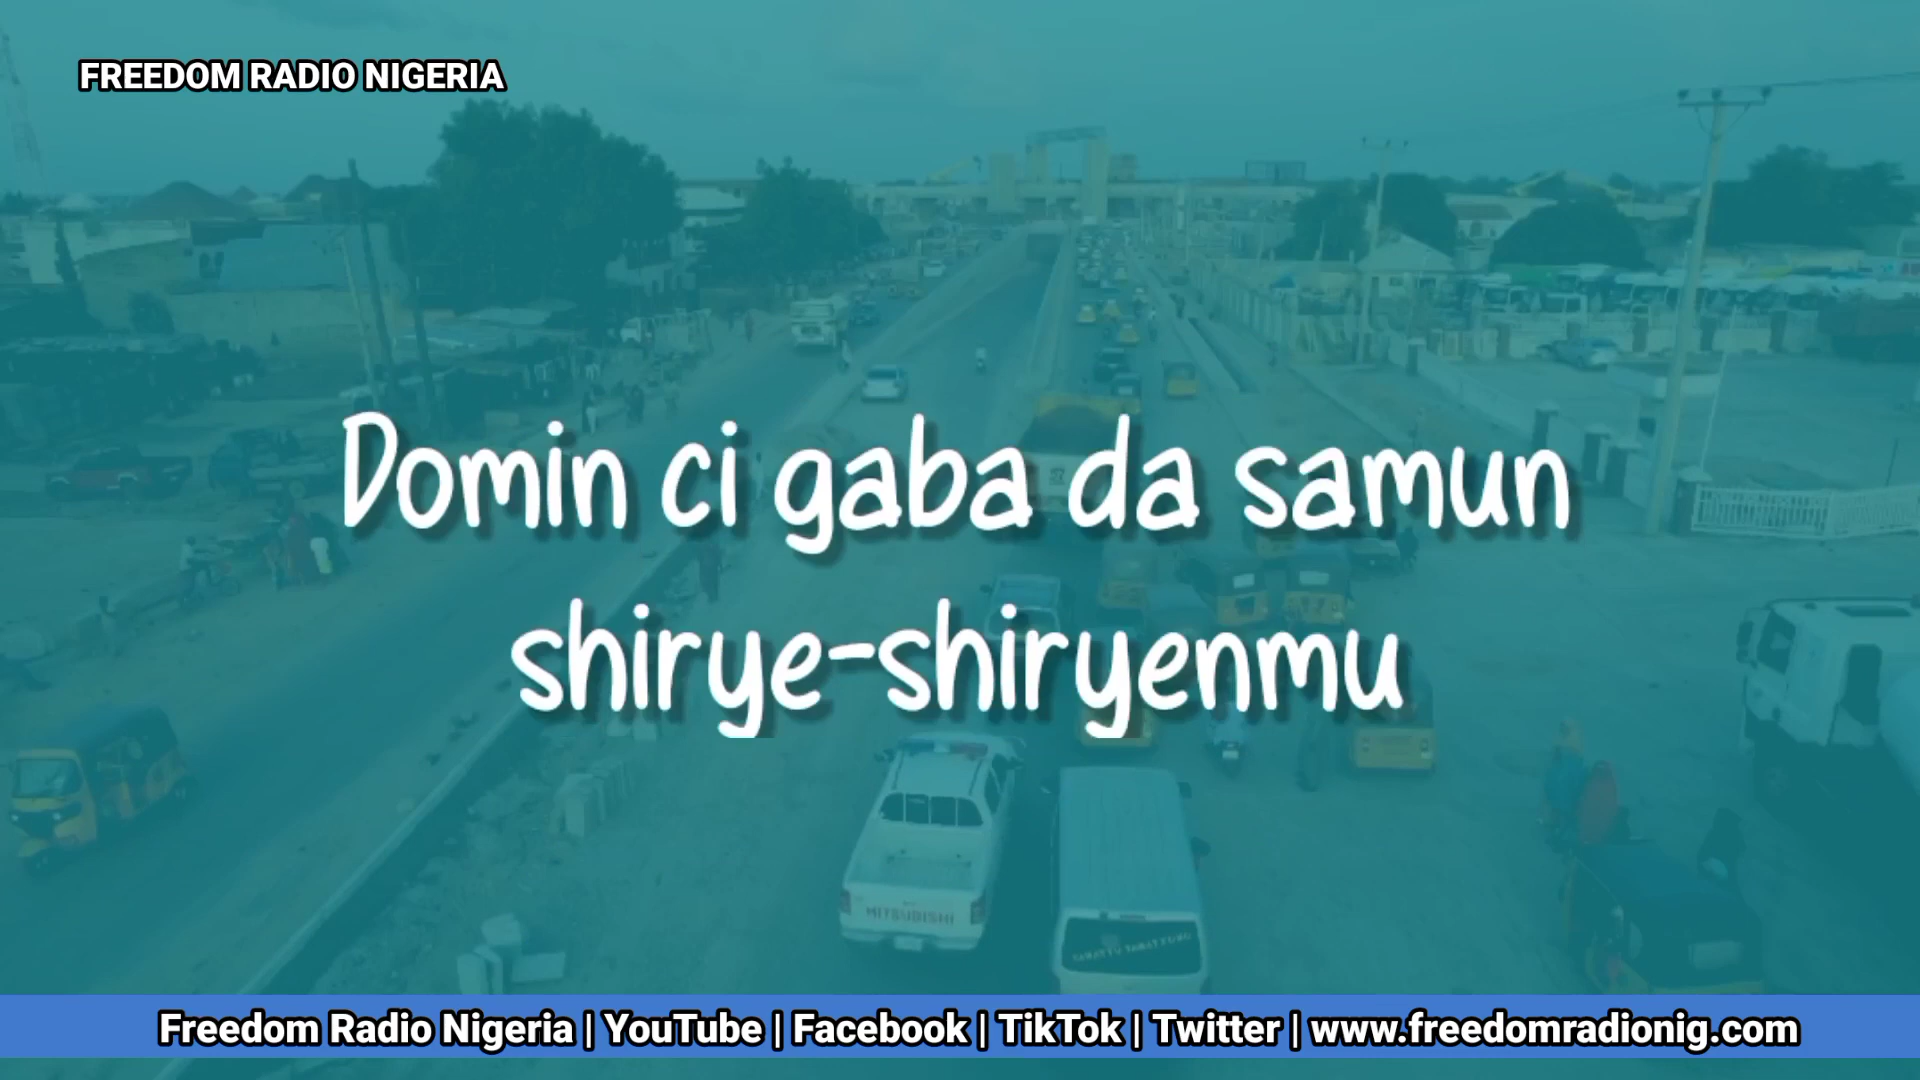 FREEDOM RADIO NIGERIA
Domin ci gaba da samun
shirye-shiryenmu
MITSUBISHI
Freedom Radio Nigeria | YouTube | Facebook | TikTok | Twitter | www.freedomradionig.com